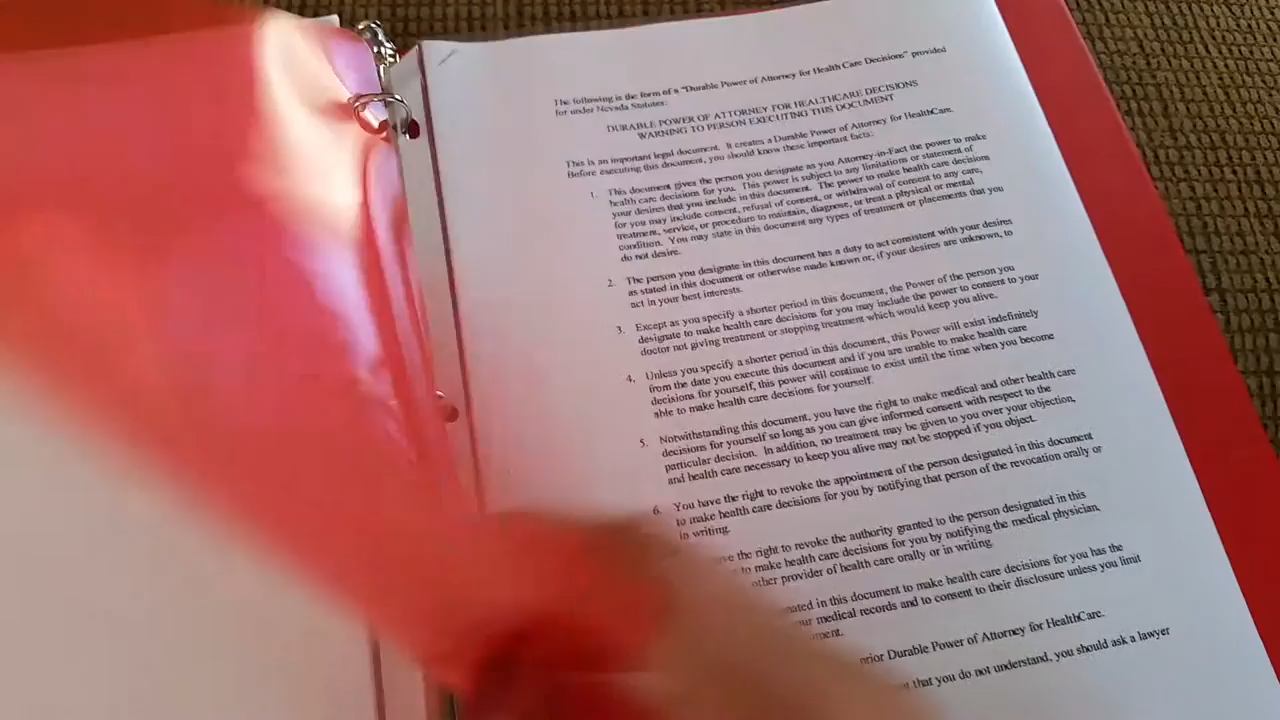 The following is the form of a "Durable Power of Attorney for Health Care Decisions" provided
for under Nevada Statutes:
DURABLE POWER OF ATTORNEY FOR HEALTHCARE DECISIONS
WARNING TO PERSON EXECUTING THIS DOCUMENT
This is an important legal document. It creates a Durable Power of Attorney for HealthCare.
Before executing this document, you should know these important facts:
1. This document gives the person you designate as you Attorney-in-Fact the power to make
health care decisions for you. This power is subject to any limitations or statement of
your desires that you include in this document. The power to make health care decisions
for you may include consent, refusal of consent, or withdrawal of consent to any care,
treatment, service, or procedure to maintain, diagnose, or treat a physical or mental
condition. You may state in this document any types of treatment or placements that you
do not desire.
2. The person you designate in this document has a duty to act consistent with your desires
as stated in this document or otherwise made known or, if your desires are unknown, to
act in your best interests.
3. Except as you specify a shorter period in this document, the Power of the person you
designate to make health care decisions for you may include the power to consent to your
doctor not giving treatment or stopping treatment which would keep you alive.
4. Unless you specify a shorter period in this document, this Power will exist indefinitely
from the date you execute this document and if you are unable to make health care
decisions for yourself, this power will continue to exist until the time when you become
able to make health care decisions for yourself.
5. Notwithstanding this document, you have the right to make medical and other health care
decisions for yourself so long as you can give informed consent with respect to the
particular decision. In addition, no treatment may be given to you over your objection,
and health care necessary to keep you alive may not be stopped if you object.
6. You have the right to revoke the appointment of the person designated in this document
to make health care decisions for you by notifying that person of the revocation orally or
in writing.
the right to revoke the authority granted to the person designated in this
to make health care decisions for you by notifying the medical physician,
other provider of health care orally or in writing.
in this document to make health care decisions for you has the
medical records and to consent to their disclosure unless you limit
Durable Power of Attorney for HealthCare.
that you do not understand, you should ask a lawyer